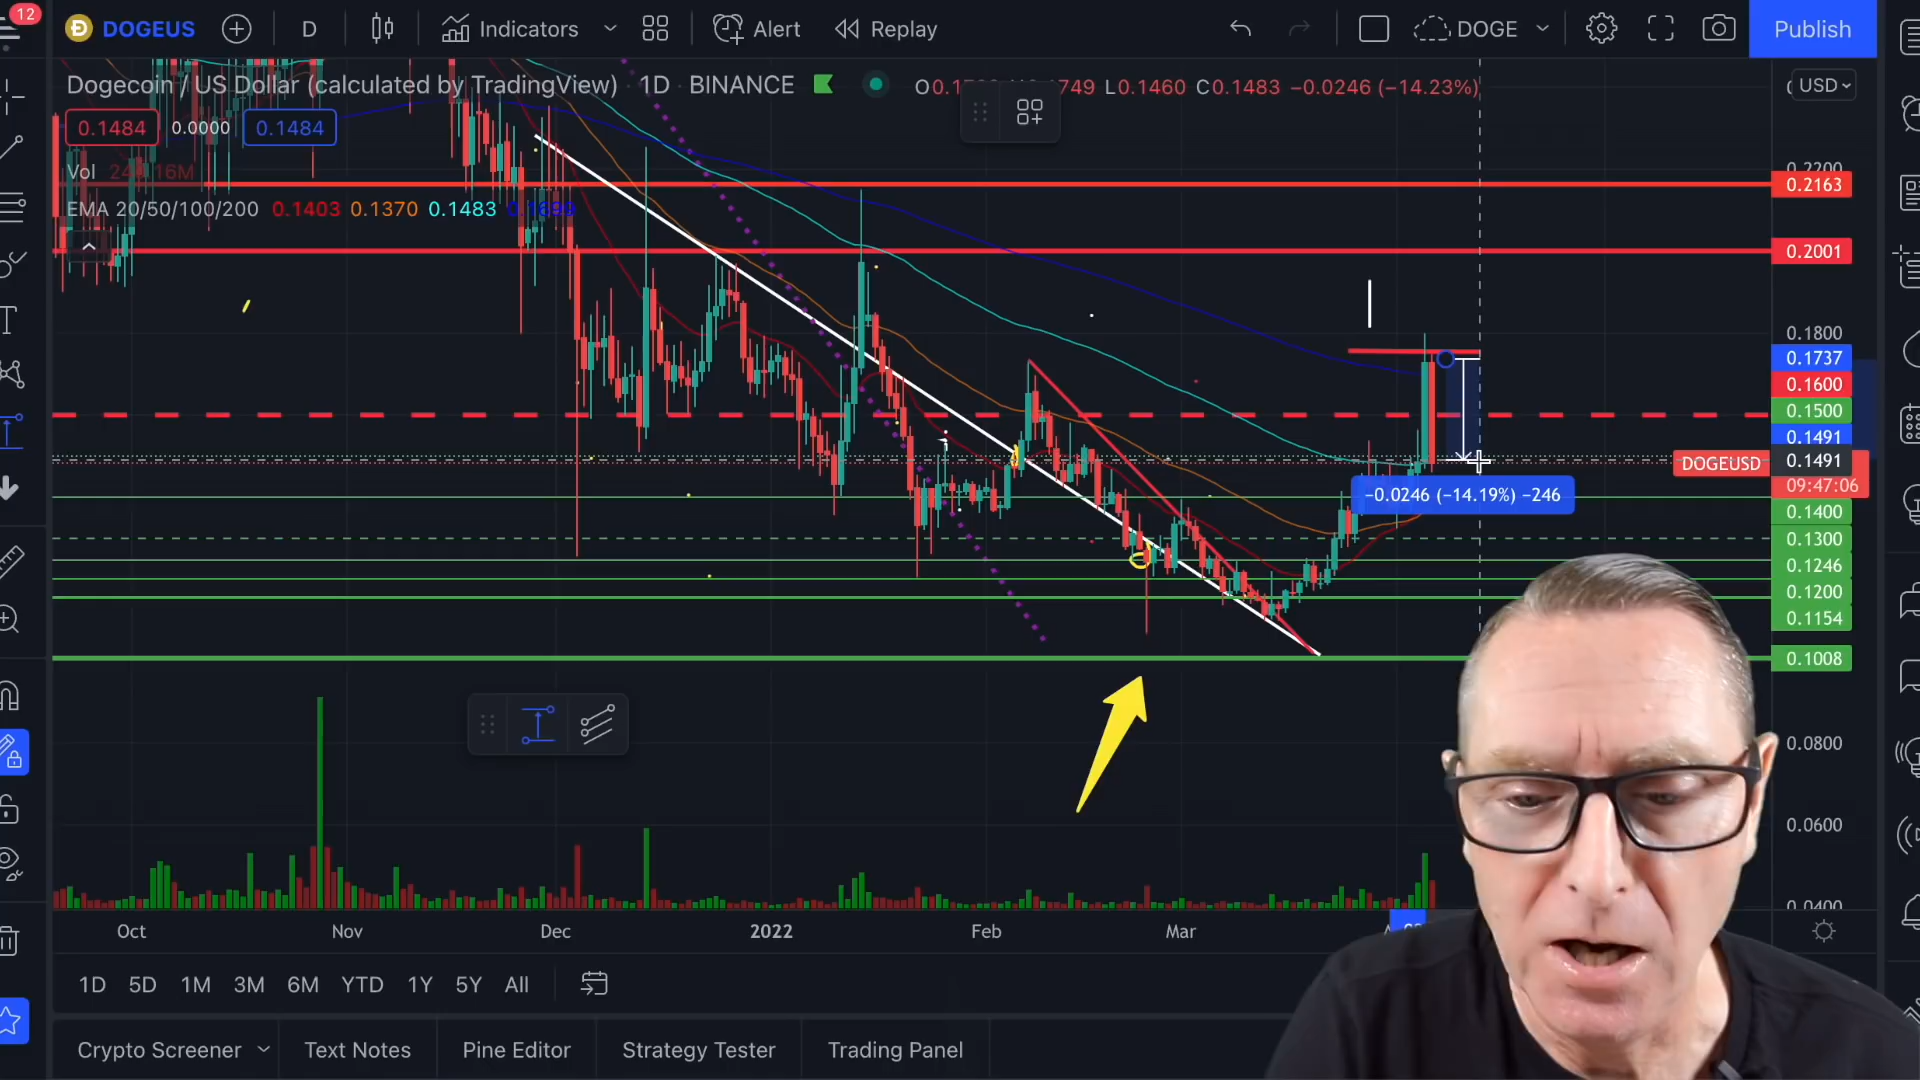 12
DOGEUS D Indicators Alert Replay DOGE Publish
Dogecoin / US Dollar (calculated by TradingView) · 1D · BINANCE L0.1460 C0.1483 −0.0246 (−14.23%)
USD
0.1484 0.0000 0.1484
Vol
0.2200
0.2163
EMA 20/50/100/200 0.1403 0.1370 0.1483 0.1699
0.2001
0.1800
0.1737
0.1600
0.1500
0.1491
DOGEUSD 0.1491
09:47:06
−0.0246 (−14.19%) −246
0.1400
0.1300
0.1246
0.1200
0.1154
0.1008
0.0800
0.0600
0.0400
Oct Nov Dec 2022 Feb Mar
1D 5D 1M 3M 6M YTD 1Y 5Y All
Crypto Screener Text Notes Pine Editor Strategy Tester Trading Panel